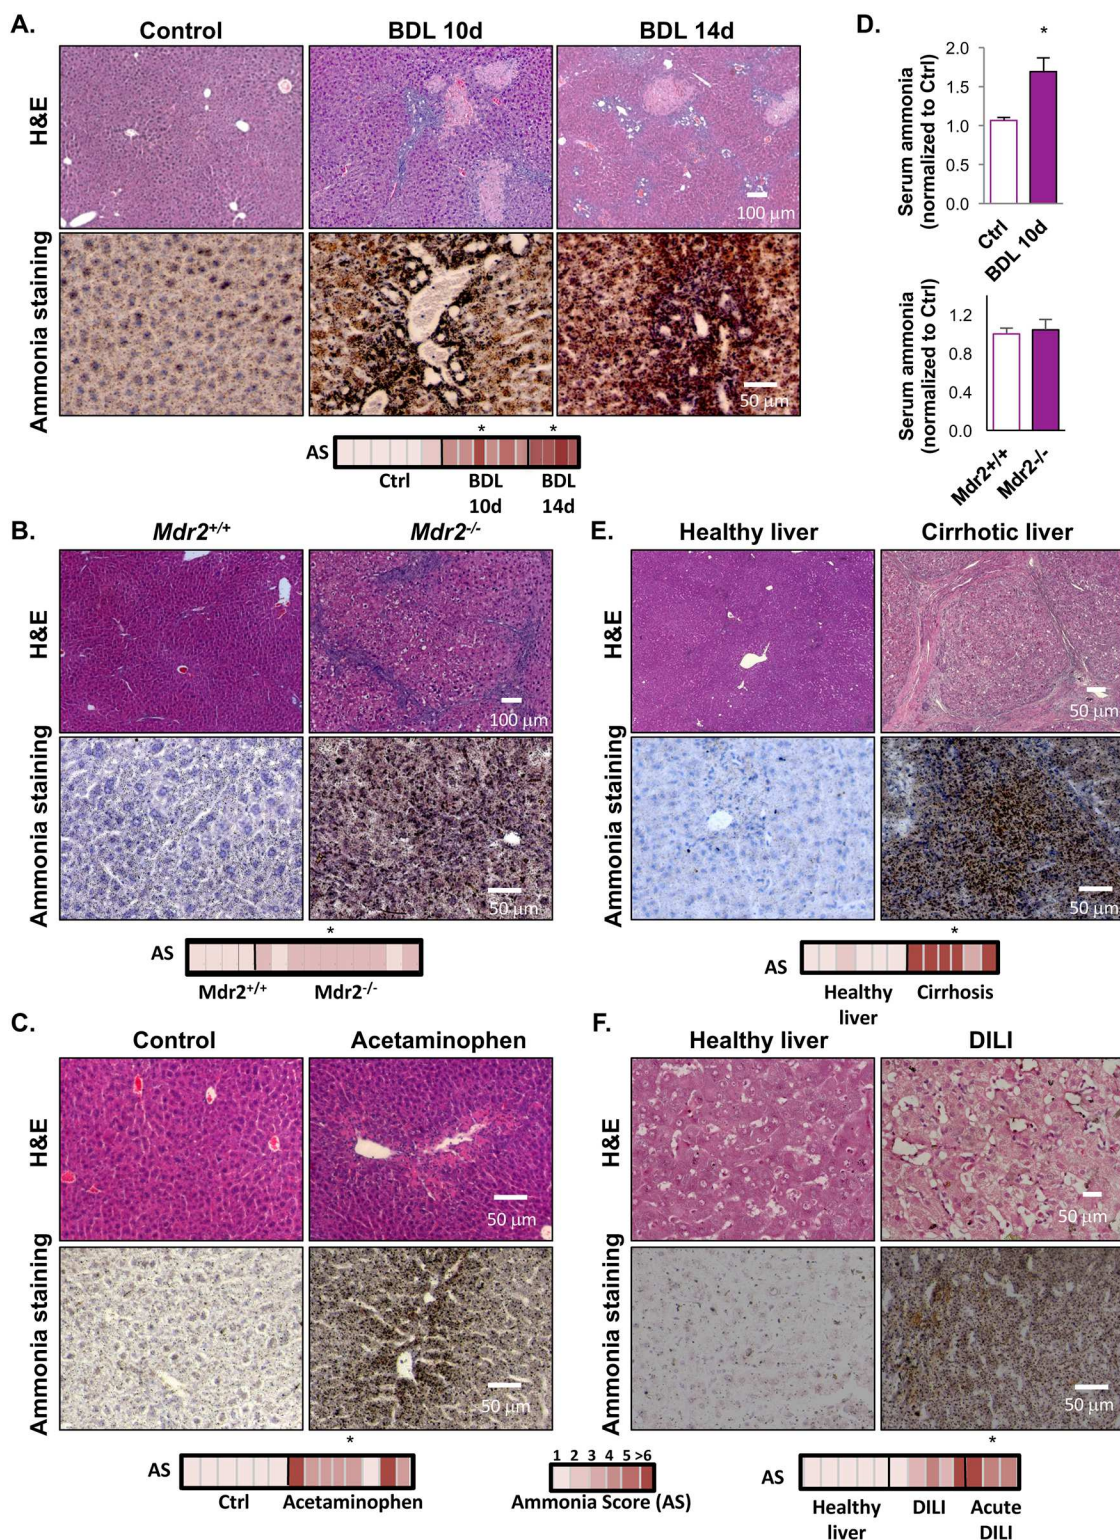 A.
Control
BDL 10d
BDL 14d
H&E
100 μm
Ammonia staining
50 μm
* *
AS
Ctrl
BDL
10d
BDL
14d
D.
*
Serum ammonia
(normalized to Ctrl)
2.0
1.5
1.0
0.5
0.0
Ctrl
BDL 10d
Serum ammonia
(normalized to Ctrl)
1.2
0.8
0.4
0.0
Mdr2+/+
Mdr2-/-
B.
Mdr2+/+
Mdr2-/-
H&E
100 μm
Ammonia staining
50 μm
*
AS
Mdr2+/+
Mdr2-/-
E.
Healthy liver
Cirrhotic liver
H&E
50 μm
Ammonia staining
50 μm
*
AS
Healthy
liver
Cirrhosis
C.
Control
Acetaminophen
H&E
50 μm
Ammonia staining
50 μm
*
AS
Ctrl
Acetaminophen
1 2 3 4 5 >6
Ammonia Score (AS)
F.
Healthy liver
DILI
H&E
Ammonia staining
50 μm
*
AS
Healthy
liver
DILI
Acute
DILI